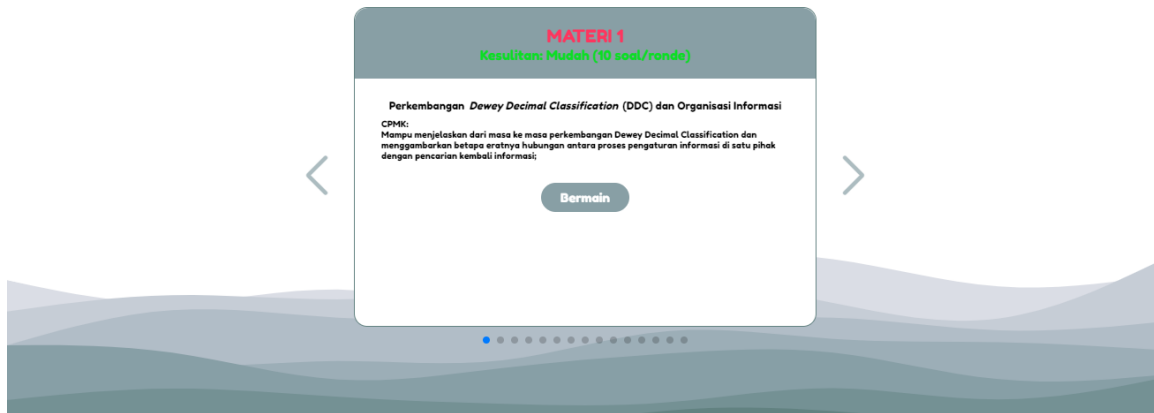 MATERI 1
Kesulitan: Mudah (10 soal/ronde)
Perkembangan Dewey Decimal Classification (DDC) dan Organisasi Informasi
CPMK:
Mampu menjelaskan dari masa ke masa perkembangan Dewey Decimal Classification dan
menggambarkan betapa eratnya hubungan antara proses pengaturan informasi di satu pihak
dengan pencarian kembali informasi;
Bermain